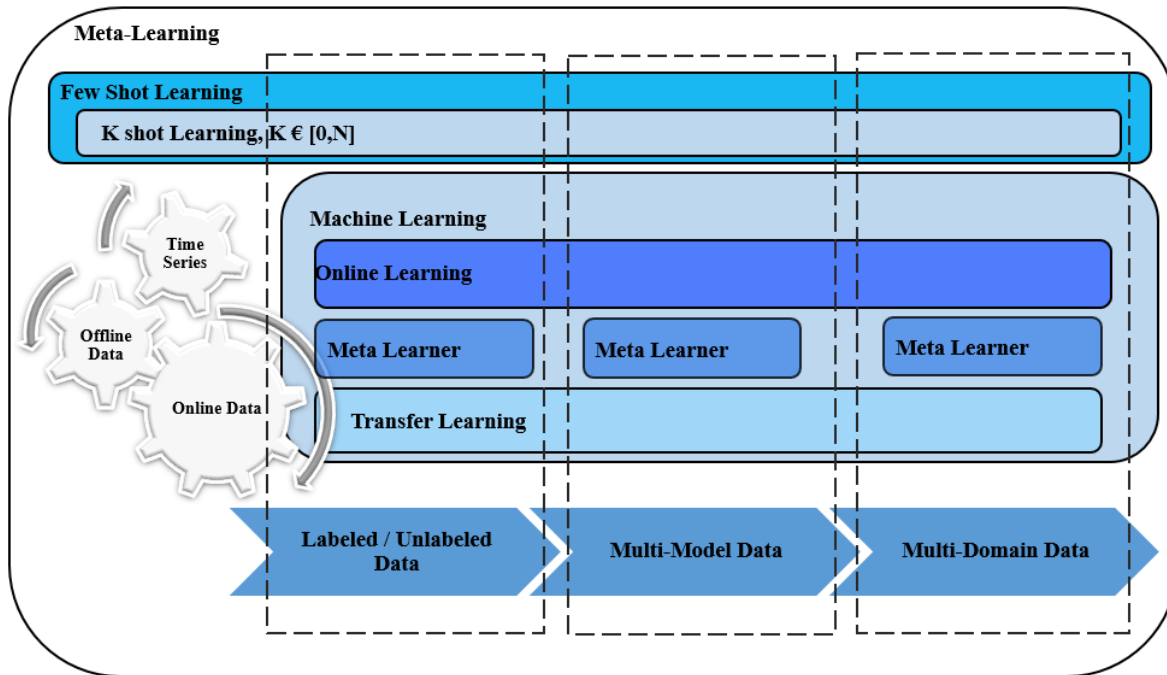 Meta-Learning
Few Shot Learning
K shot Learning, K € [0,N]
Machine Learning
Time
Series
Online Learning
Offline
Data
Meta Learner
Meta Learner
Meta Learner
Online Data
Transfer Learning
Labeled / Unlabeled
Data
Multi-Model Data
Multi-Domain Data